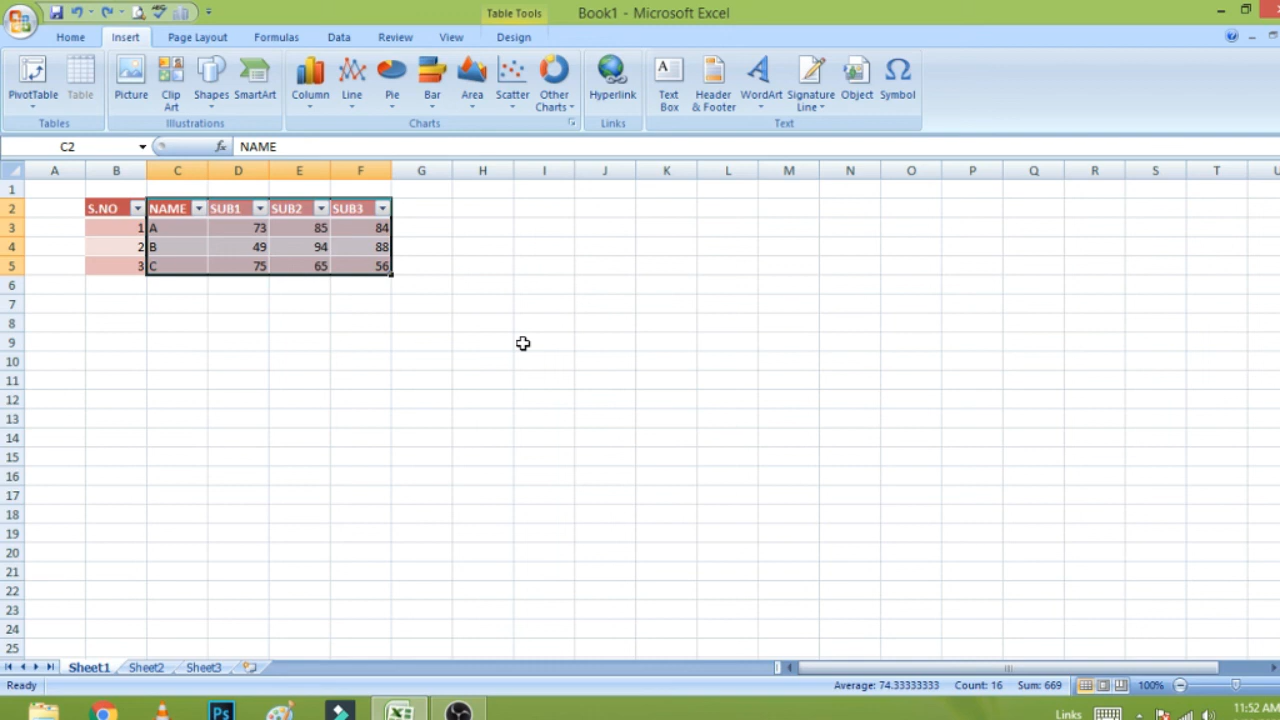 Table Tools
Book1 - Microsoft Excel
Home Insert Page Layout Formulas Data Review View Design
PivotTable Table Picture Clip Art Shapes SmartArt Column Line Pie Bar Area Scatter Other Charts Hyperlink Text Box Header & Footer WordArt Signature Line Object Symbol
Tables Illustrations Charts Links Text
C2 fx NAME
A B C D E F G H I J K L M N O P Q R S T U
1
2 S.NO NAME SUB1 SUB2 SUB3
3 1 A 73 85 84
4 2 B 49 94 88
5 3 C 75 65 56
6
7
8
9
10
11
12
13
14
15
16
17
18
19
20
21
22
23
24
25
Sheet1 Sheet2 Sheet3
Ready Average: 74.33333333 Count: 16 Sum: 669 100%
Ps Links 11:52 AM